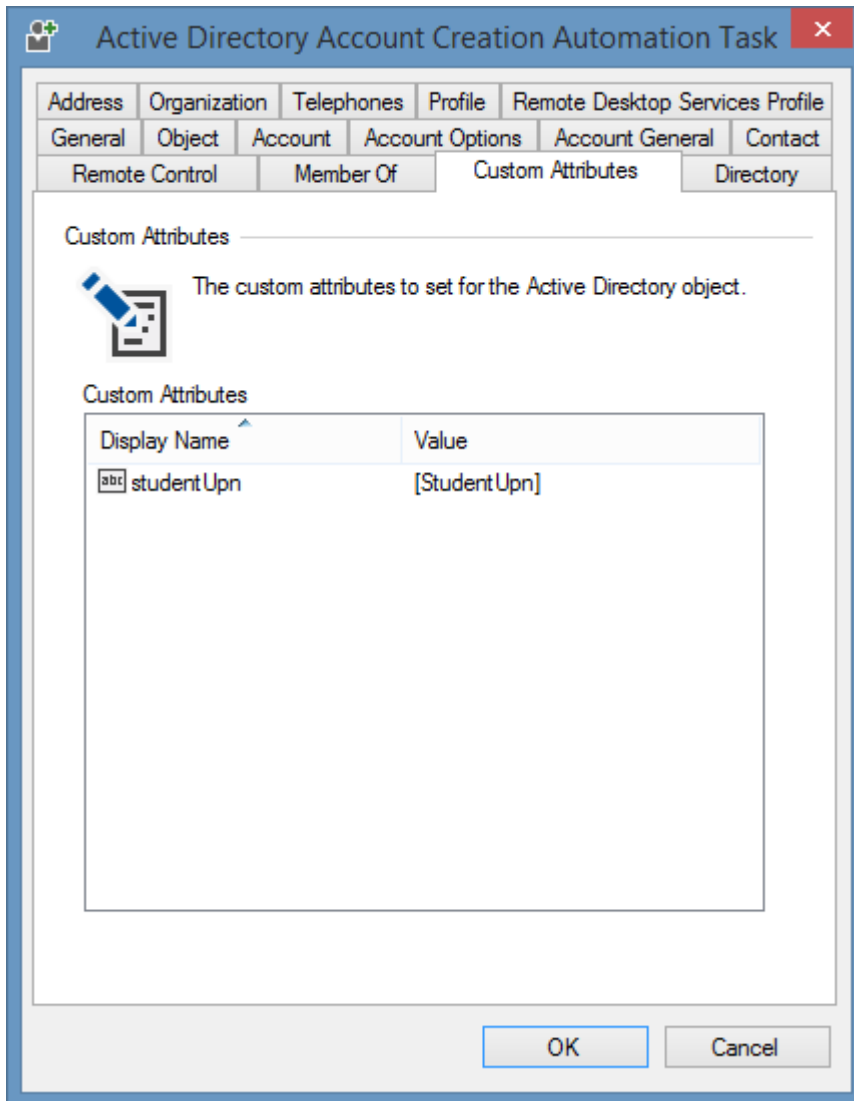 Active Directory Account Creation Automation Task
Address Organization Telephones Profile Remote Desktop Services Profile
General Object Account Account Options Account General Contact
Remote Control Member Of Custom Attributes Directory
Custom Attributes
The custom attributes to set for the Active Directory object.
Custom Attributes
Display Name Value
abc studentUpn [StudentUpn]
OK Cancel